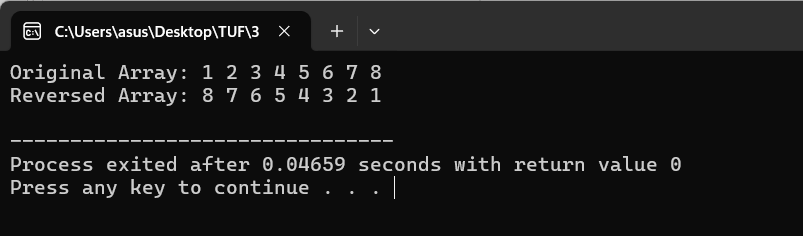 C:\Users\asus\Desktop\TUF\3
Original Array: 1 2 3 4 5 6 7 8
Reversed Array: 8 7 6 5 4 3 2 1
--------------------------------
Process exited after 0.04659 seconds with return value 0
Press any key to continue . . .